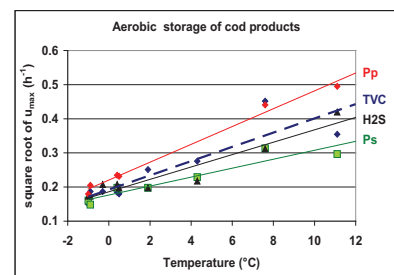 Aerobic storage of cod products
square root of u max (h-1)
0.6
0.5
0.4
0.3
0.2
0.1
Pp
TVC
H2S
Ps
-2 0 2 4 6 8 10 12
Temperature (°C)